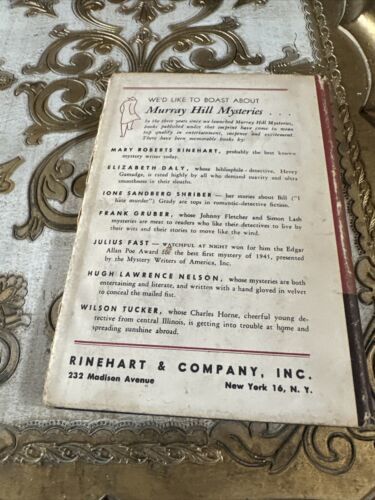 WE'D LIKE TO BOAST ABOUT
Murray Hill Mysteries . . .
In the three years since we launched Murray Hill Mysteries,
books published under that imprint have come to mean
top quality in entertainment, suspense and excitement.
There have been memorable books by:
MARY ROBERTS RINEHART, probably the best known
mystery writer today.
ELIZABETH DALY, whose bibliophile-detective, Henry
Gamadge, is rated highly by all who demand suavity and ultra
smoothness in their sleuths.
IONE SANDBERG SHRIBER — her stories about Bill ("I
hate murder") Grady are tops in romantic-detective fiction.
FRANK GRUBER, whose Johnny Fletcher and Simon Lash
mysteries are meat to readers who like their detectives to live by
their wits and their stories to move like the wind.
JULIUS FAST — WATCHFUL AT NIGHT won for him the Edgar
Allan Poe Award for the best first mystery of 1945, presented
by the Mystery Writers of America, Inc.
HUGH LAWRENCE NELSON, whose mysteries are both
entertaining and literate, and written with a hand gloved in velvet
to conceal the mailed fist.
WILSON TUCKER, whose Charles Horne, cheerful young de-
tective from central Illinois, is getting into trouble at home and
spreading sunshine abroad.
RINEHART & COMPANY, INC.
232 Madison Avenue New York 16, N. Y.